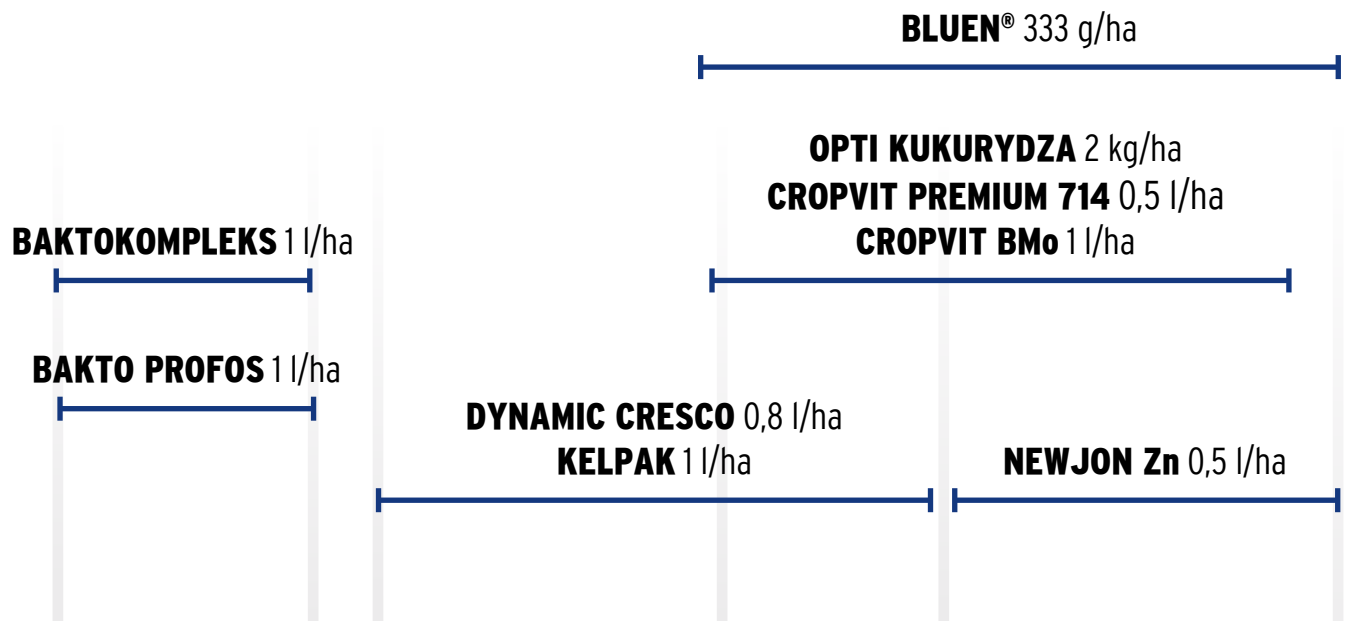 BLUEN® 333 g/ha
OPTI KUKURYDZA 2 kg/ha
CROPVIT PREMIUM 714 0,5 l/ha
CROPVIT BMo 1 l/ha
BAKTOKOMPLEKS 1 l/ha
BAKTO PROFOS 1 l/ha
DYNAMIC CRESCO 0,8 l/ha
KELPAK 1 l/ha
NEWJON Zn 0,5 l/ha